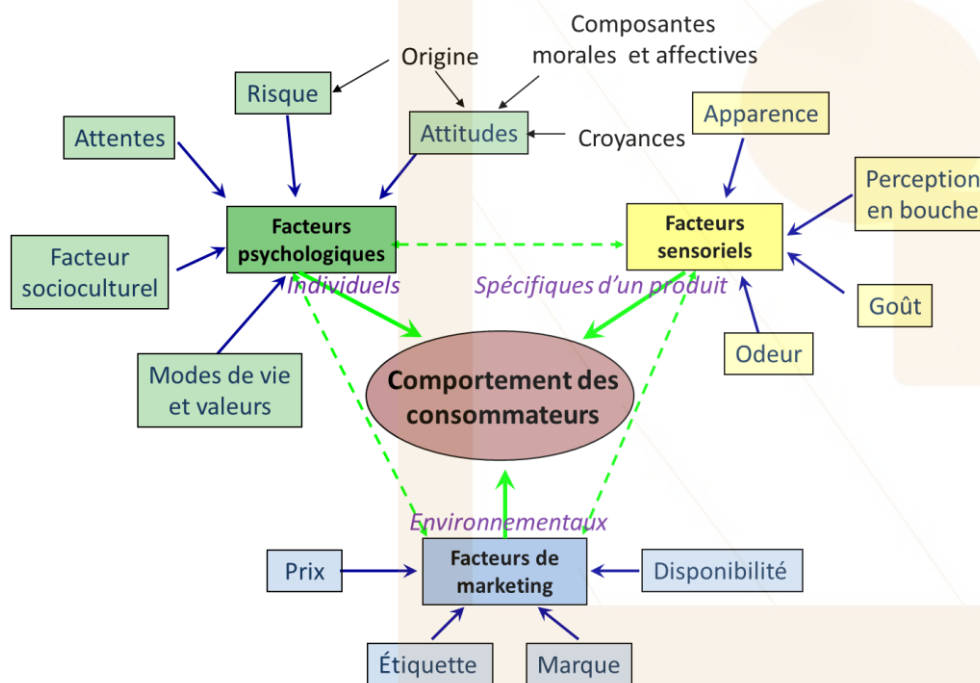 Composantes
morales et affectives
Origine
Risque
Attitudes
Croyances
Attentes
Apparence
Perception
en bouche
Facteurs
psychologiques
Facteurs
sensoriels
Facteur
socioculturel
Individuels
Spécifiques d'un produit
Goût
Odeur
Modes de vie
et valeurs
Comportement des
consommateurs
Environnementaux
Prix
Facteurs de
marketing
Disponibilité
Étiquette
Marque